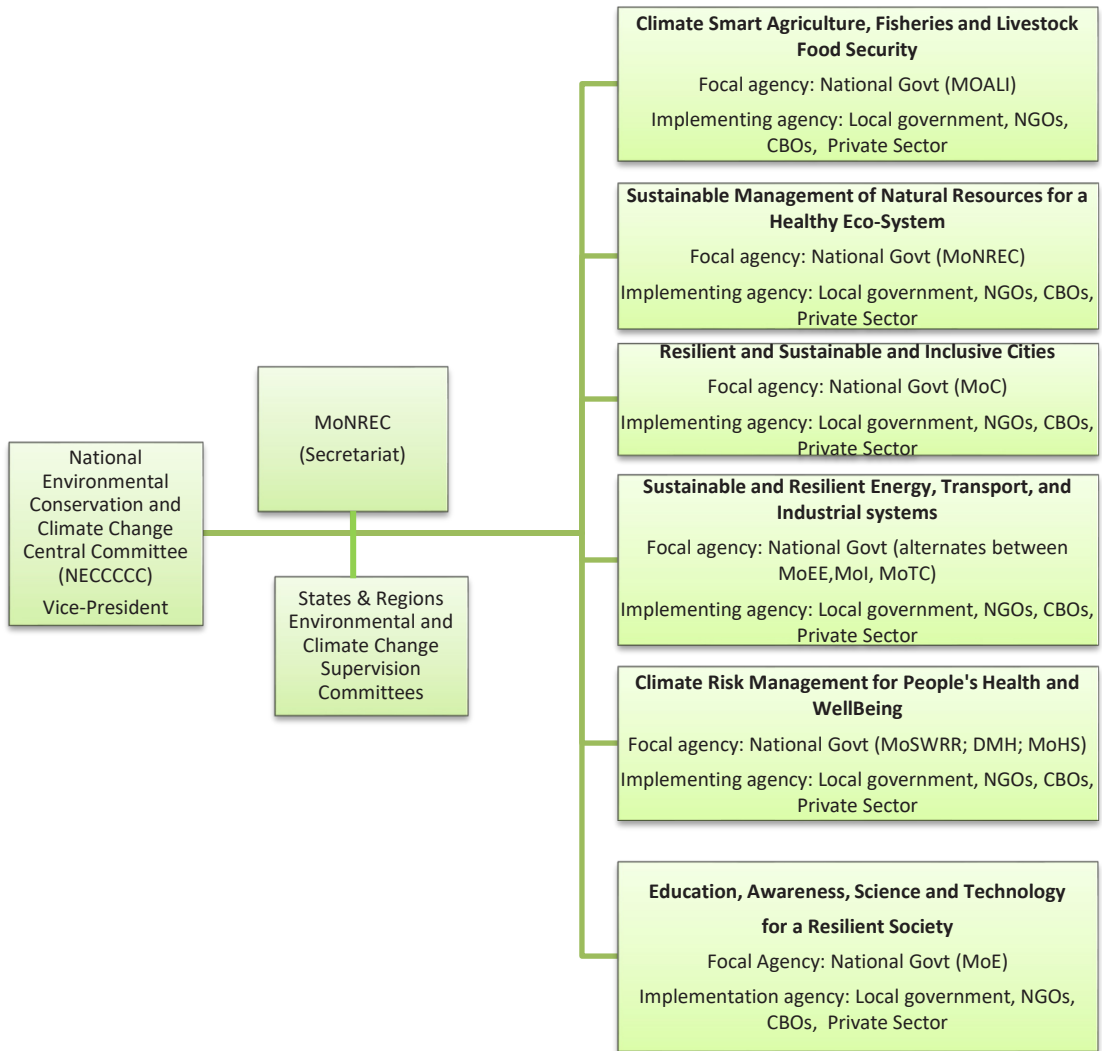 National
Environmental
Conservation and
Climate Change
Central Committee
(NECCCCC)
Vice-President
MoNREC
(Secretariat)
States & Regions
Environmental and
Climate Change
Supervision
Committees
Climate Smart Agriculture, Fisheries and Livestock
Food Security
Focal agency: National Govt (MOALI)
Implementing agency: Local government, NGOs,
CBOs, Private Sector
Sustainable Management of Natural Resources for a
Healthy Eco-System
Focal agency: National Govt (MoNREC)
Implementing agency: Local government, NGOs, CBOs,
Private Sector
Resilient and Sustainable and Inclusive Cities
Focal agency: National Govt (MoC)
Implementing agency: Local government, NGOs, CBOs,
Private Sector
Sustainable and Resilient Energy, Transport, and
Industrial systems
Focal agency: National Govt (alternates between
MoEE,MoI, MoTC)
Implementing agency: Local government, NGOs, CBOs,
Private Sector
Climate Risk Management for People's Health and
WellBeing
Focal agency: National Govt (MoSWRR; DMH; MoHS)
Implementing agency: Local government, NGOs, CBOs,
Private Sector
Education, Awareness, Science and Technology
for a Resilient Society
Focal Agency: National Govt (MoE)
Implementation agency: Local government, NGOs,
CBOs, Private Sector